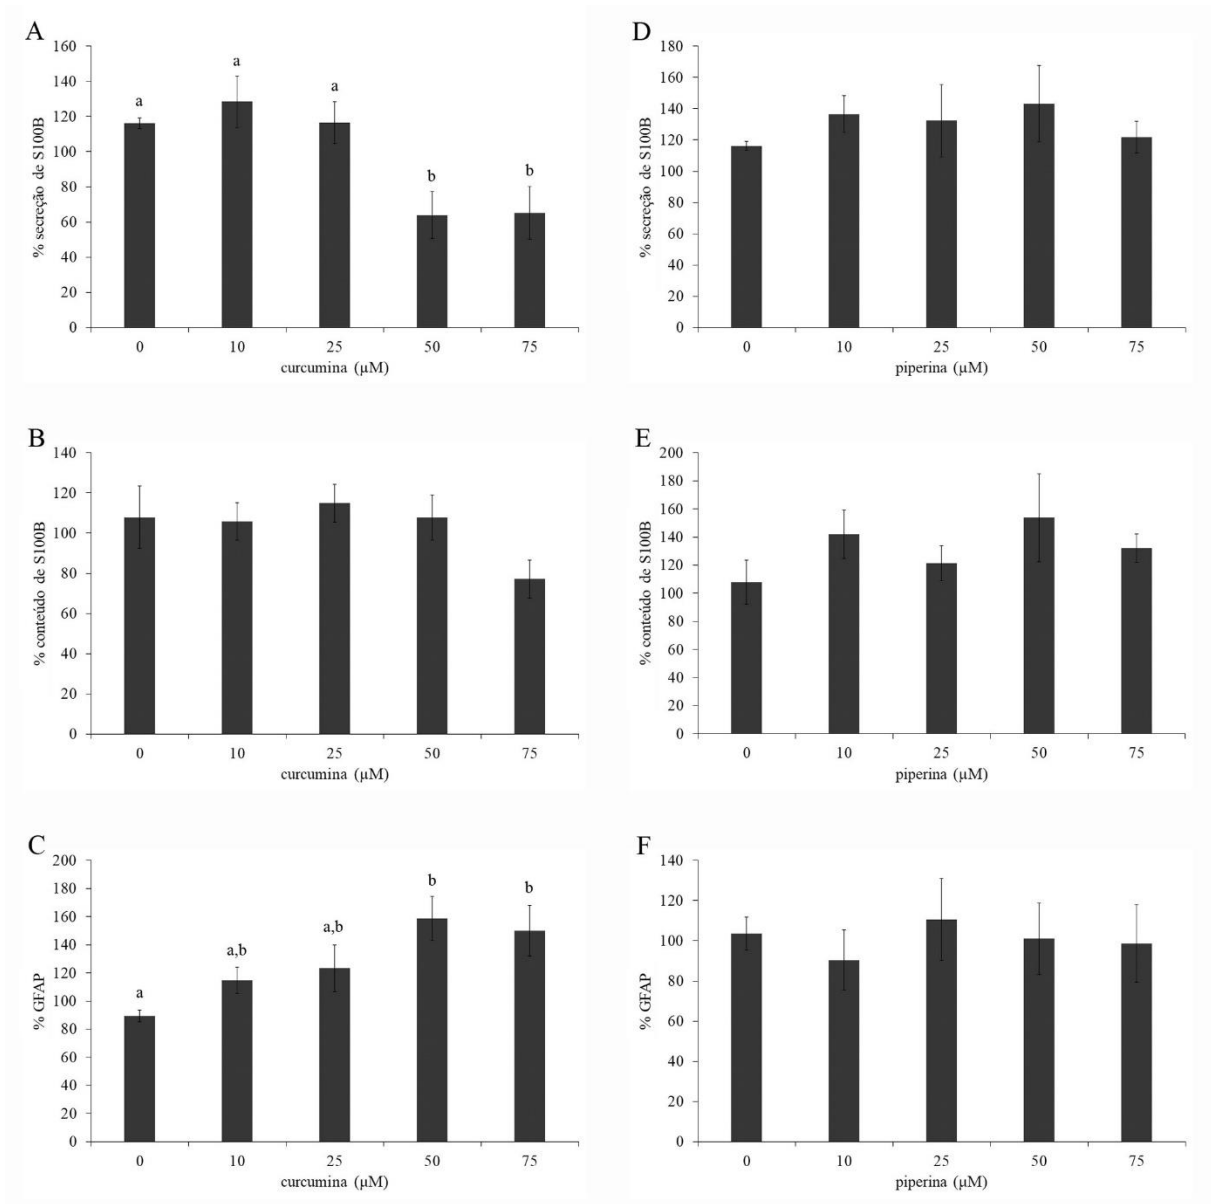 A
160
140
120
100
80
60
40
20
0
% secreção de S100B
a
a
a
b
b
0 10 25 50 75
curcumina (µM)
D
180
160
140
120
100
80
60
40
20
0
% secreção de S100B
0 10 25 50 75
piperina (µM)
B
140
120
100
80
60
40
20
0
% conteúdo de S100B
0 10 25 50 75
curcumina (µM)
E
200
180
160
140
120
100
80
60
40
20
0
% conteúdo de S100B
0 10 25 50 75
piperina (µM)
C
200
180
160
140
120
100
80
60
40
20
0
% GFAP
a
a,b
a,b
b
b
0 10 25 50 75
curcumina (µM)
F
140
120
100
80
60
40
20
0
% GFAP
0 10 25 50 75
piperina (µM)